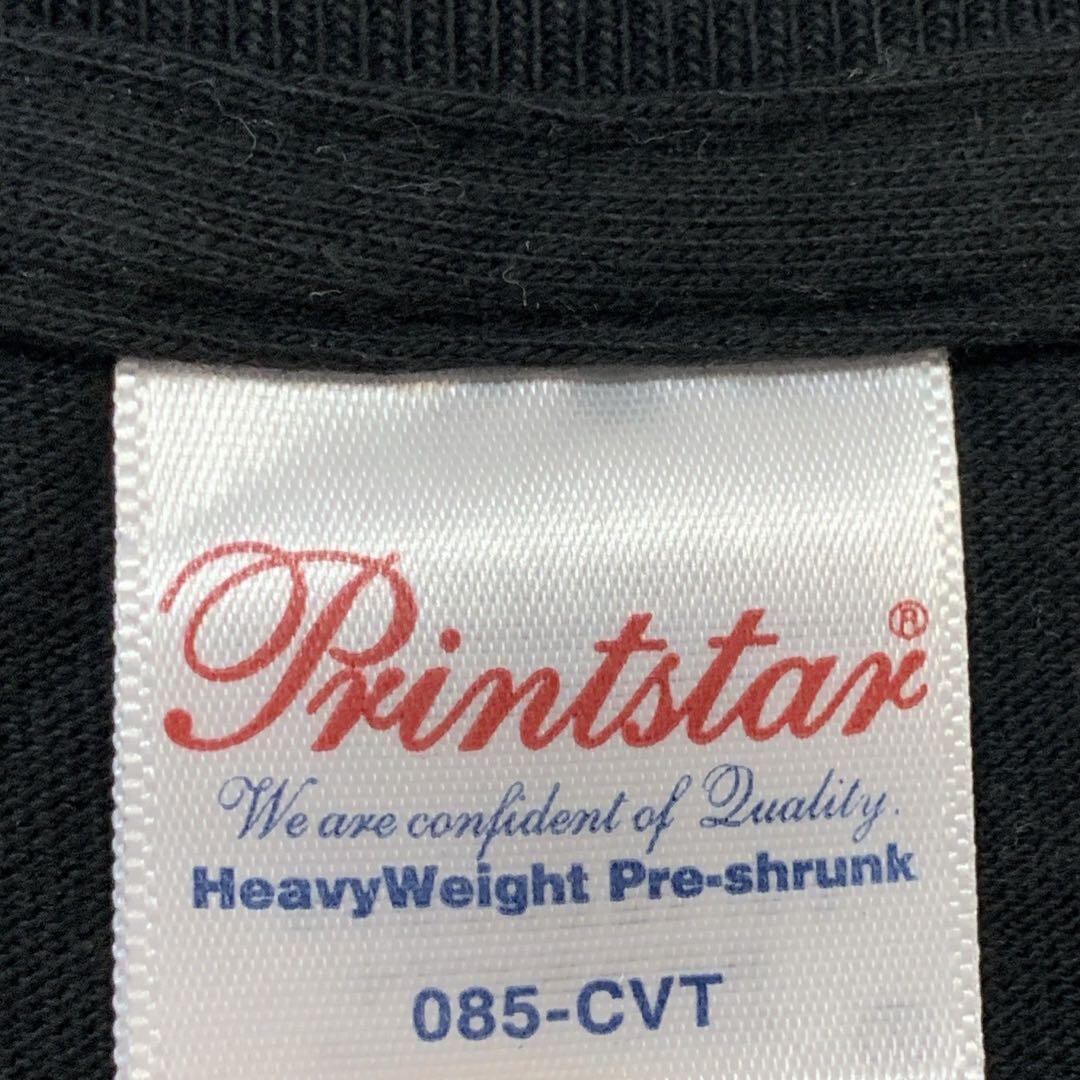 Printstar®
We are confident of Quality.
HeavyWeight Pre-shrunk
085-CVT